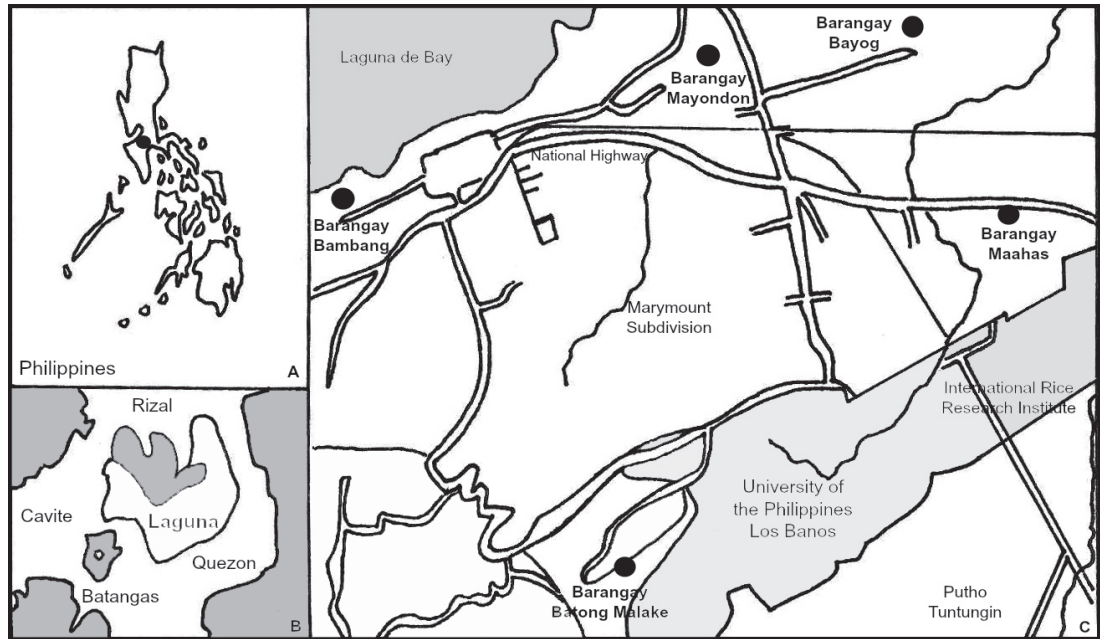 Philippines
A
Rizal
Cavite
Laguna
Quezon
Batangas
B
Laguna de Bay
Barangay
Bayog
Barangay
Mayondon
National Highway
Barangay
Bambang
Barangay
Maahas
Marymount
Subdivision
International Rice
Research Institute
University of
the Philippines
Los Banos
Barangay
Batong Malake
Putho
Tuntungin
C